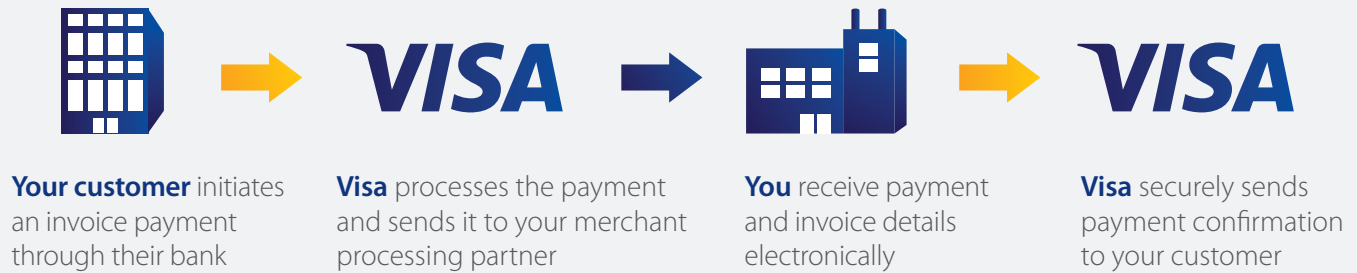 VISA
VISA
Your customer initiates
an invoice payment
through their bank
Visa processes the payment
and sends it to your merchant
processing partner
You receive payment
and invoice details
electronically
Visa securely sends
payment confirmation
to your customer